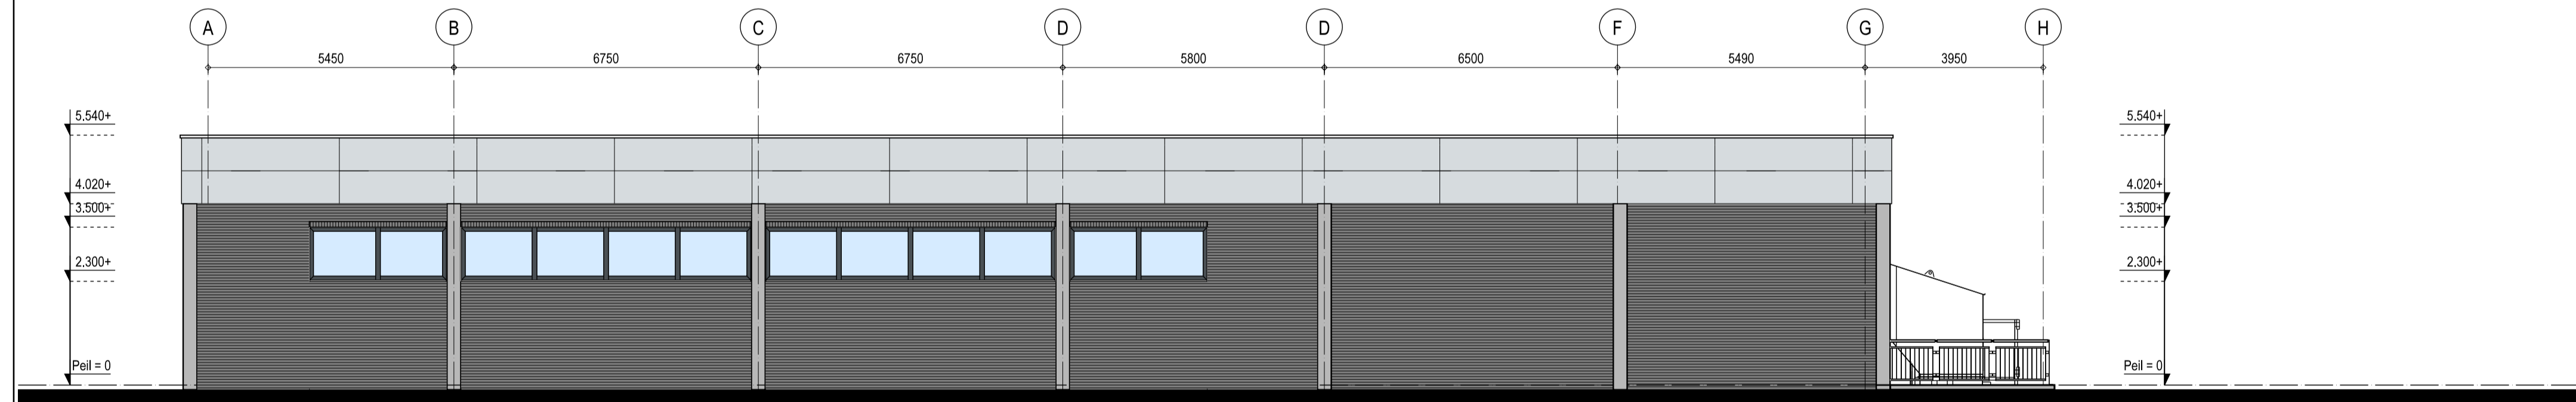 A B C D D F G H
5450 6750 6750 5800 6500 5490 3950
5.540+ 5.540+
4.020+ 4.020+
3.500+ 3.500+
2.300+ 2.300+
Peil = 0 Peil = 0